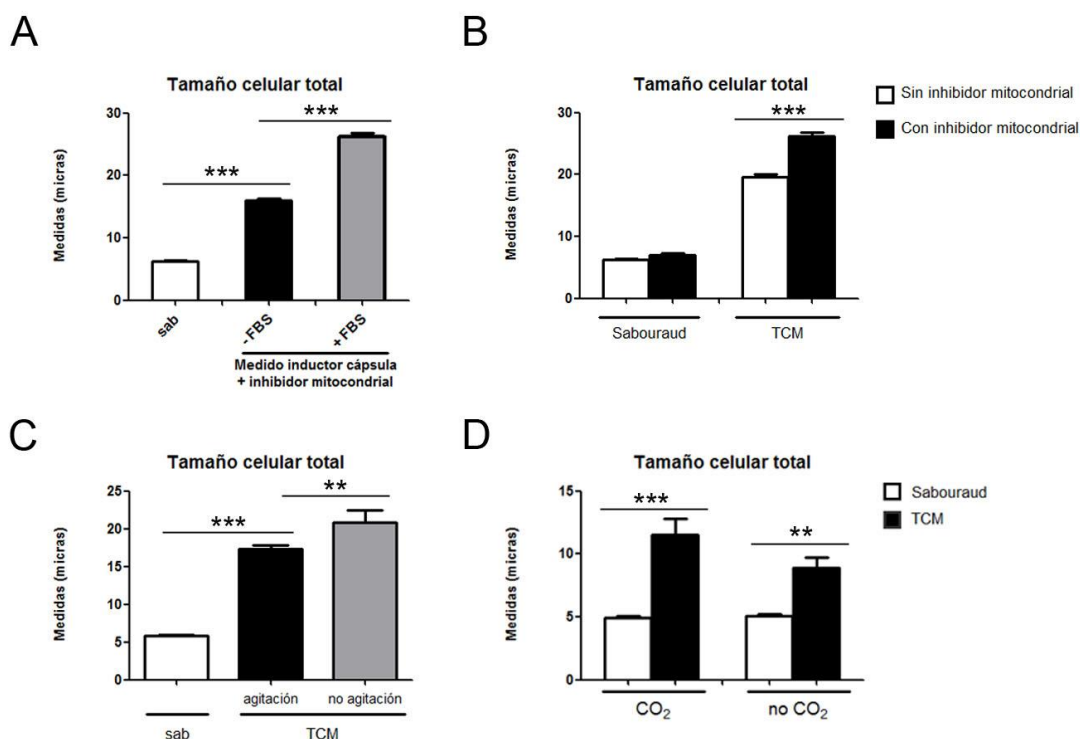 A
Tamaño celular total
Medidas (micras)
30
20
10
0
***
***
sab
-FBS
+FBS
Medido inductor cápsula
+ inhibidor mitocondrial
B
Tamaño celular total
Medidas (micras)
30
20
10
0
***
Sabouraud
TCM
Sin inhibidor mitocondrial
Con inhibidor mitocondrial
C
Tamaño celular total
Medidas (micras)
25
20
15
10
5
0
***
**
agitación
no agitación
sab
TCM
D
Tamaño celular total
Medidas (micras)
15
10
5
0
***
**
CO₂
no CO₂
Sabouraud
TCM